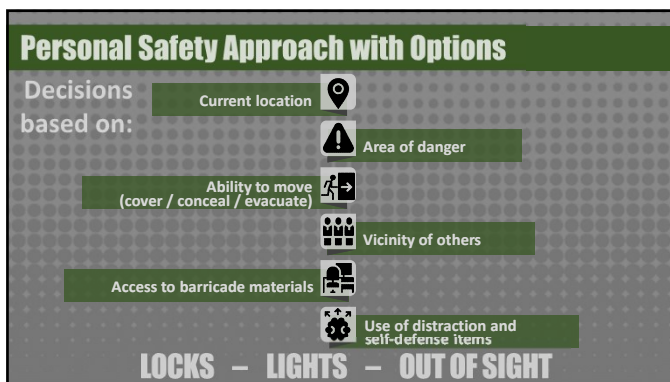 Personal Safety Approach with Options
Decisions
based on:
Current location
Area of danger
Ability to move
(cover / conceal / evacuate)
Vicinity of others
Access to barricade materials
Use of distraction and
self-defense items
LOCKS – LIGHTS – OUT OF SIGHT